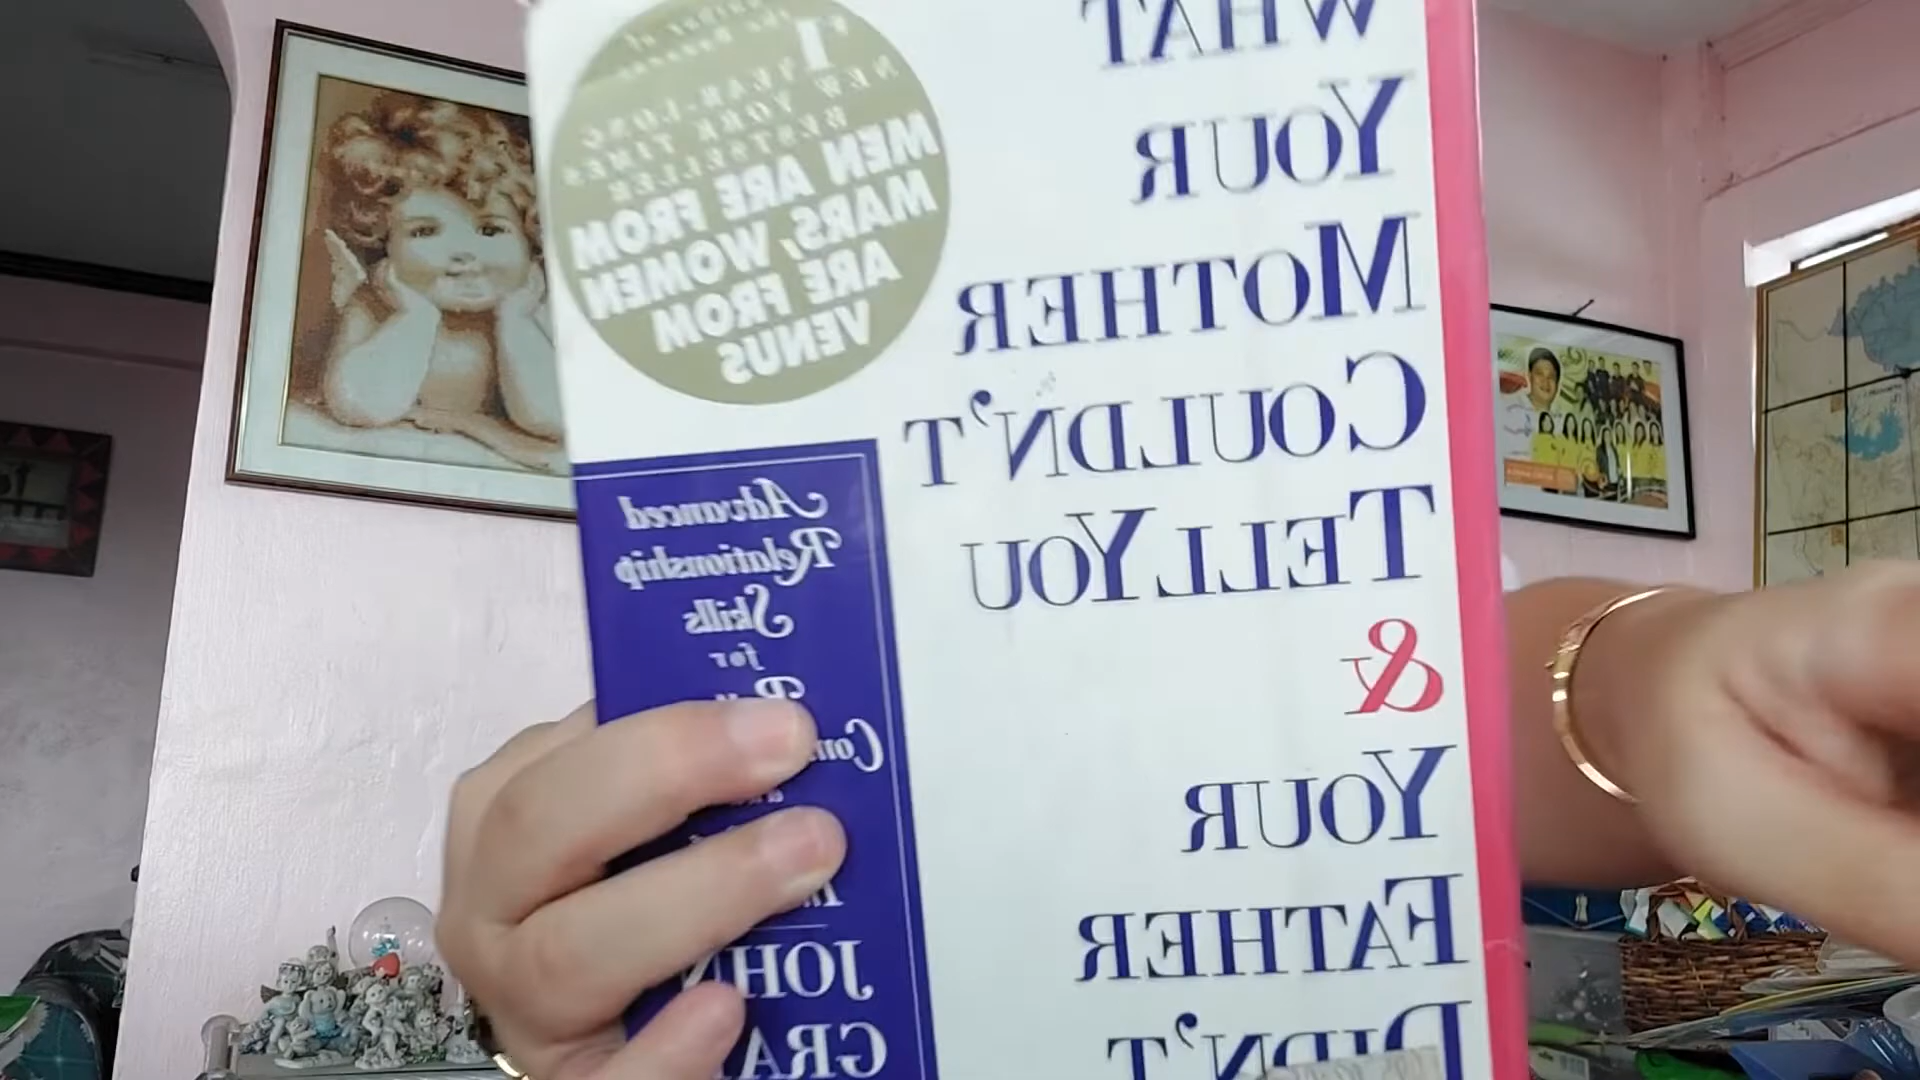 WHAT
YOUR
MOTHER
COULDN'T
TELL YOU
&
YOUR
FATHER
DIDN'T
#1
YEAR-LONG
NEW YORK TIMES
BESTSELLER
MEN ARE FROM
MARS, WOMEN
ARE FROM
VENUS
Advanced
Relationship
Skills
for
JOHN